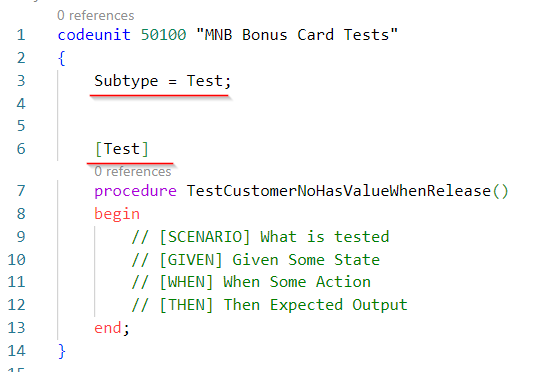 0 references
1 codeunit 50100 "MNB Bonus Card Tests"
2 {
3 Subtype = Test;
4
5
6 [Test]
0 references
7 procedure TestCustomerNoHasValueWhenRelease()
8 begin
9 // [SCENARIO] What is tested
10 // [GIVEN] Given Some State
11 // [WHEN] When Some Action
12 // [THEN] Then Expected Output
13 end;
14 }
15